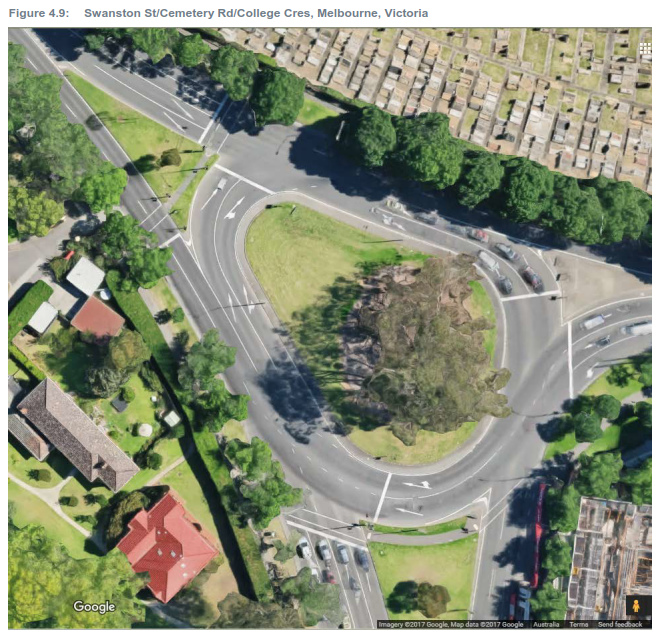 Figure 4.9: Swanston St/Cemetery Rd/College Cres, Melbourne, Victoria
Google
Imagery ©2017 Google, Map data ©2017 Google Australia Terms Send feedback